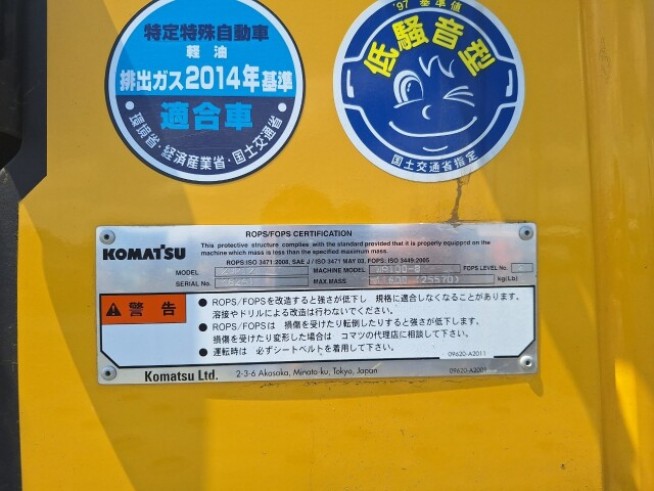 特定特殊自動車
軽油
排出ガス2014年基準
適合車
環境省・経済産業省・国土交通省
'97 基準値
低騒音型
国土交通省指定
ROPS/FOPS CERTIFICATION
KOMATSU
This protective structure complies with the standard provided that it is properly equipped on the
machine which mass is less than the specified maximum mass.
ROPS: ISO 3471:2008, SAE J / ISO 3471 MAY 03, FOPS: ISO 3449:2005
MODEL
MACHINE MODEL
FOPS LEVEL No.
MAX MASS
kg(Lb)
警告
● ROPS/FOPSを改造すると強さが低下し 規格に適合しなくなることがあります。
溶接やドリルによる改造は行わないでください。
● ROPS/FOPSは 損傷を受けたり転倒したりすると強さが低下します。
損傷を受けたり変形した場合は コマツの代理店に相談して下さい。
● 運転時は 必ずシートベルトを着用して下さい。
09620-A2011
Komatsu Ltd.
2-3-6 Akasaka, Minato-ku, Tokyo, Japan
09620-A3201